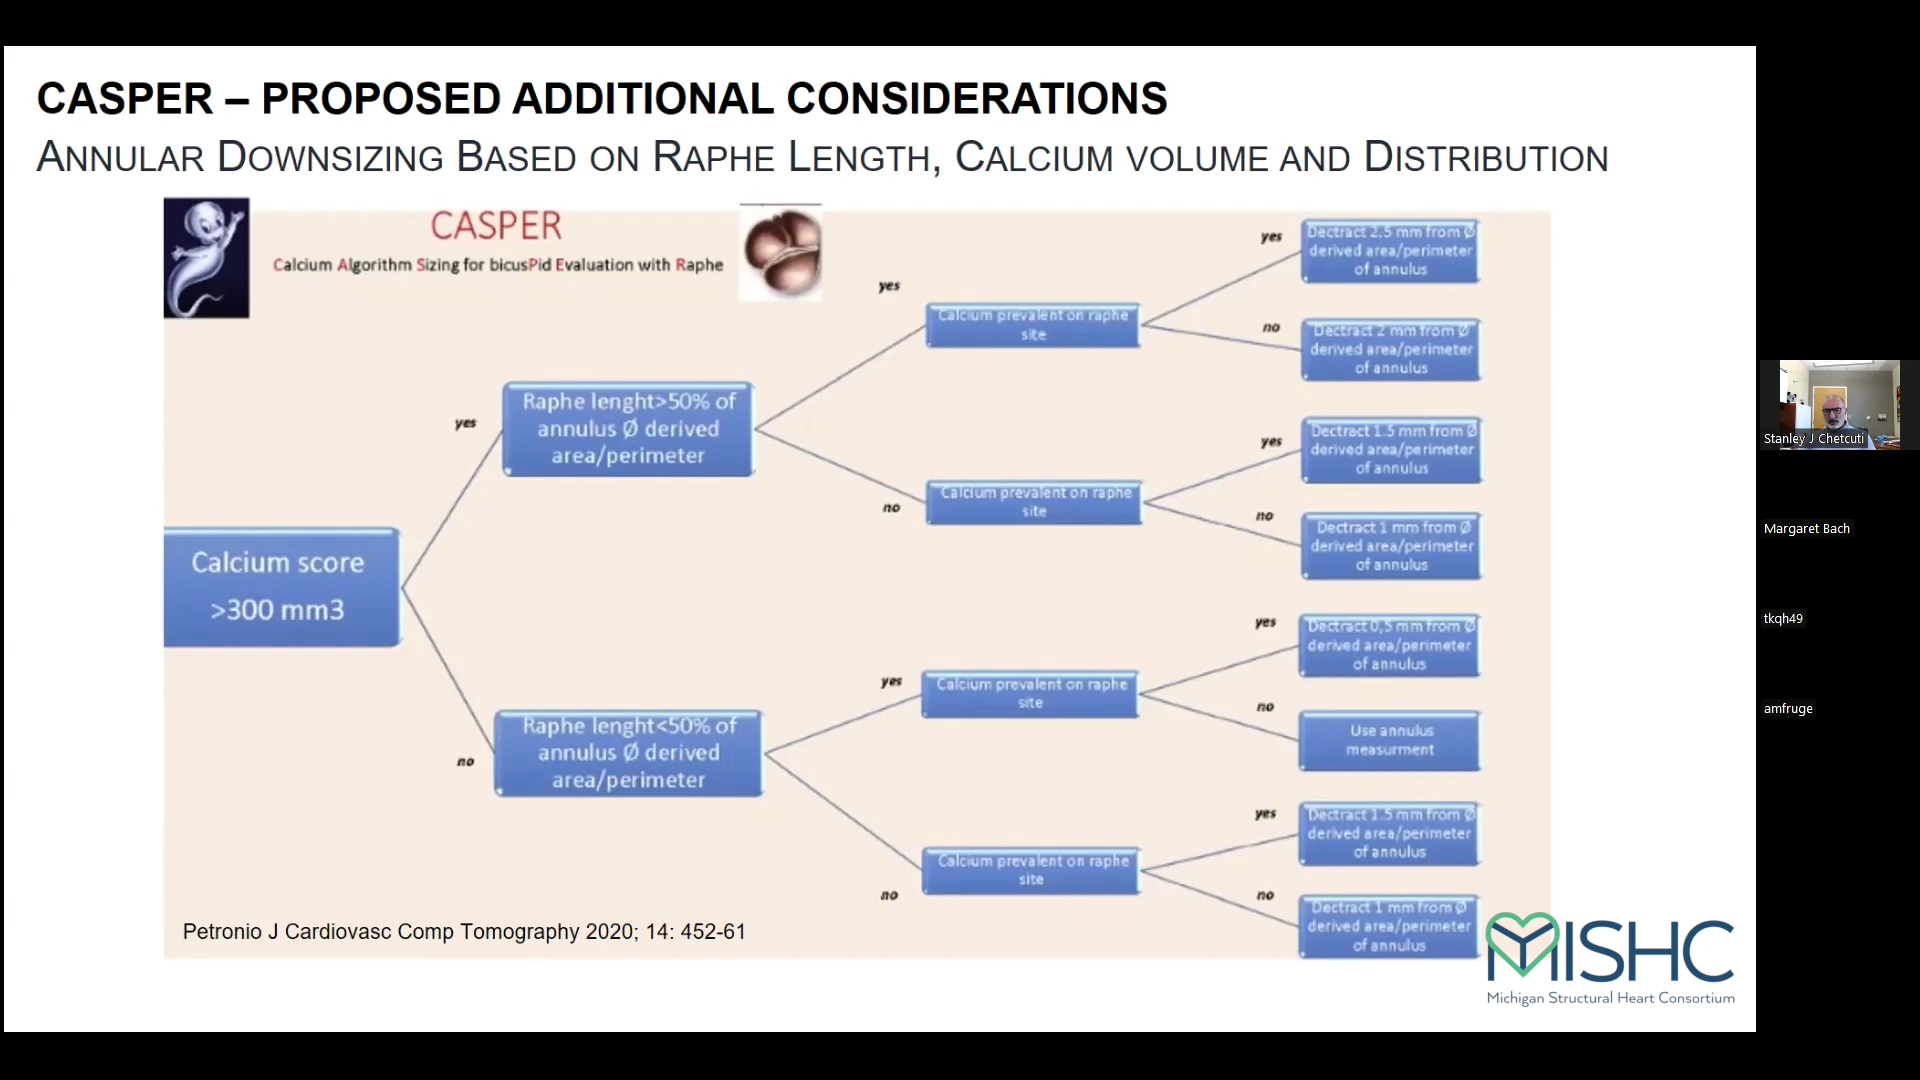 CASPER – PROPOSED ADDITIONAL CONSIDERATIONS
ANNULAR DOWNSIZING BASED ON RAPHE LENGTH, CALCIUM VOLUME AND DISTRIBUTION
CASPER
Calcium Algorithm Sizing for bicusPid Evaluation with Raphe
Calcium score
>300 mm3
yes
no
Raphe lenght>50% of
annulus Ø derived
area/perimeter
yes
no
Raphe lenght<50% of
annulus Ø derived
area/perimeter
yes
no
Calcium prevalent on raphe
site
yes
no
Calcium prevalent on raphe
site
yes
no
Calcium prevalent on raphe
site
yes
no
Calcium prevalent on raphe
site
yes
no
Dectract 2.5 mm from Ø
derived area/perimeter
of annulus
Dectract 2 mm from Ø
derived area/perimeter
of annulus
Dectract 1.5 mm from Ø
derived area/perimeter
of annulus
Dectract 1 mm from Ø
derived area/perimeter
of annulus
Dectract 0,5 mm from Ø
derived area/perimeter
of annulus
Use annulus
measurment
Dectract 1.5 mm from Ø
derived area/perimeter
of annulus
Dectract 1 mm from Ø
derived area/perimeter
of annulus
Petronio J Cardiovasc Comp Tomography 2020; 14: 452-61
MISHC
Michigan Structural Heart Consortium
Stanley J Chetcuti
Margaret Bach
tkqh49
amfruge